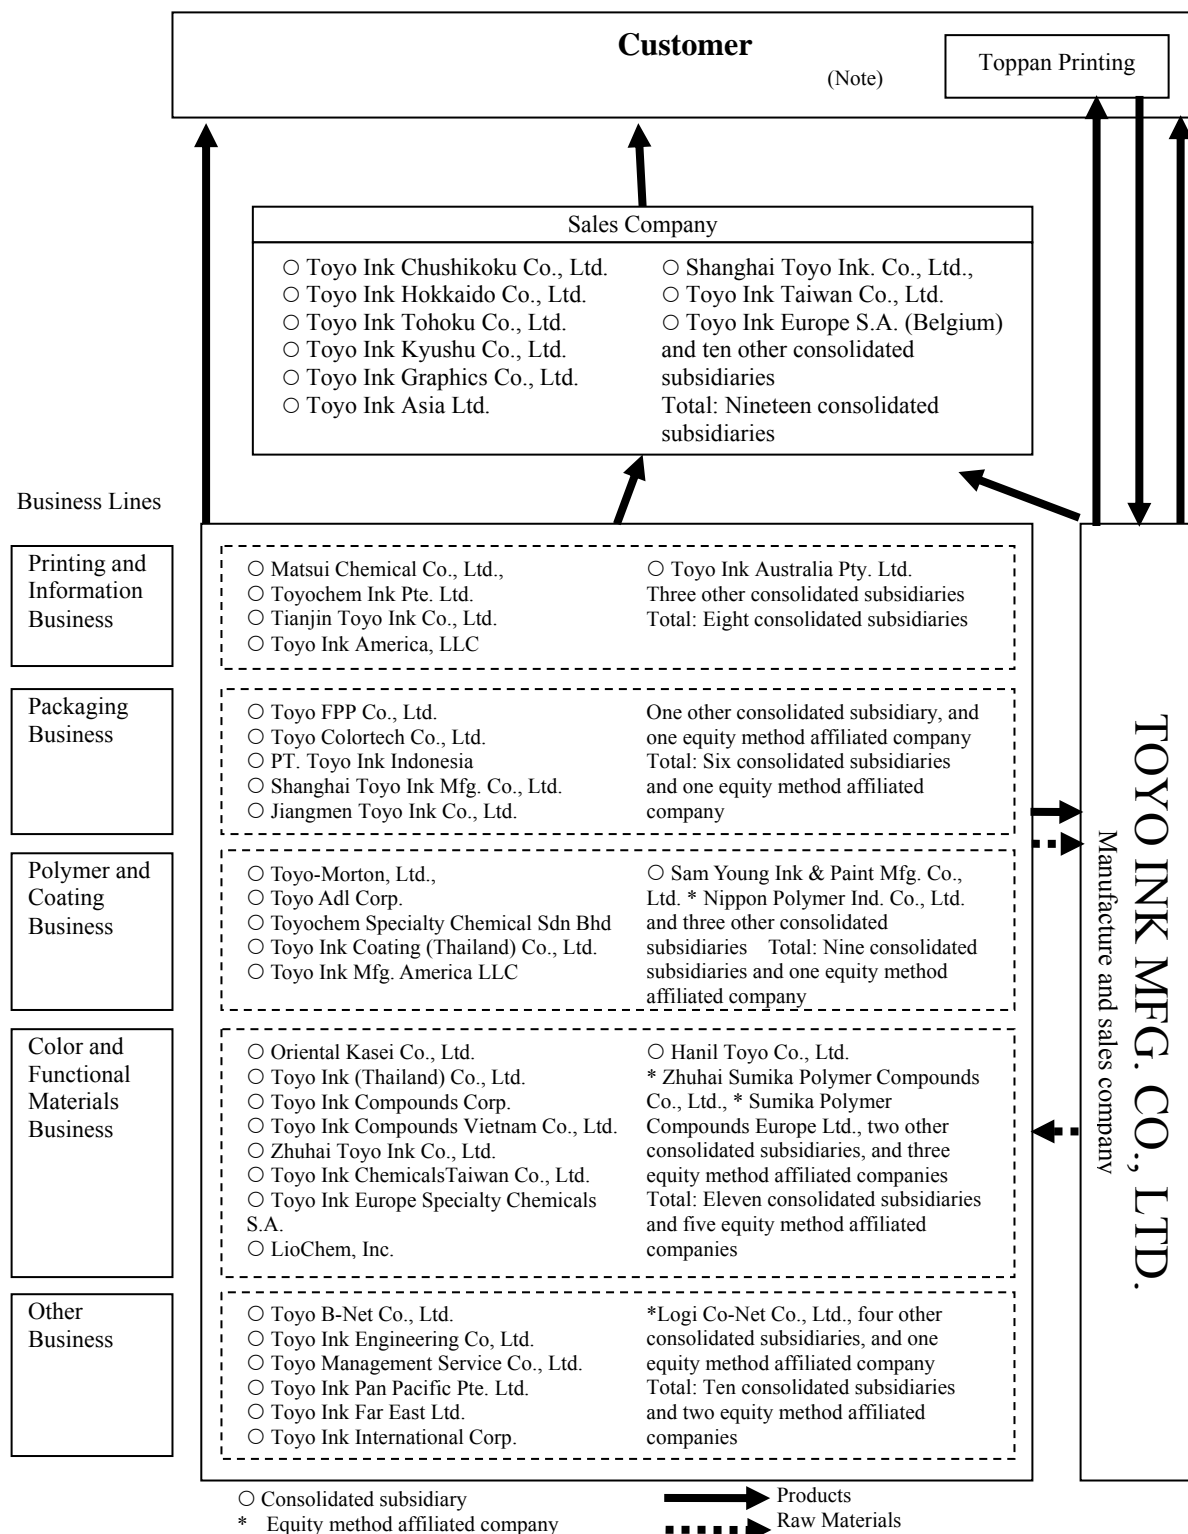 Customer
(Note)
Toppan Printing
Sales Company
○ Toyo Ink Chushikoku Co., Ltd.
○ Toyo Ink Hokkaido Co., Ltd.
○ Toyo Ink Tohoku Co., Ltd.
○ Toyo Ink Kyushu Co., Ltd.
○ Toyo Ink Graphics Co., Ltd.
○ Toyo Ink Asia Ltd.
○ Shanghai Toyo Ink. Co., Ltd.,
○ Toyo Ink Taiwan Co., Ltd.
○ Toyo Ink Europe S.A. (Belgium)
and ten other consolidated
subsidiaries
Total: Nineteen consolidated
subsidiaries
Business Lines
Printing and
Information
Business
○ Matsui Chemical Co., Ltd.,
○ Toyochem Ink Pte. Ltd.
○ Tianjin Toyo Ink Co., Ltd.
○ Toyo Ink America, LLC
○ Toyo Ink Australia Pty. Ltd.
Three other consolidated subsidiaries
Total: Eight consolidated subsidiaries
Packaging
Business
○ Toyo FPP Co., Ltd.
○ Toyo Colortech Co., Ltd.
○ PT. Toyo Ink Indonesia
○ Shanghai Toyo Ink Mfg. Co., Ltd.
○ Jiangmen Toyo Ink Co., Ltd.
One other consolidated subsidiary, and
one equity method affiliated company
Total: Six consolidated subsidiaries
and one equity method affiliated
company
Polymer and
Coating
Business
○ Toyo-Morton, Ltd.,
○ Toyo Adl Corp.
○ Toyochem Specialty Chemical Sdn Bhd
○ Toyo Ink Coating (Thailand) Co., Ltd.
○ Toyo Ink Mfg. America LLC
○ Sam Young Ink & Paint Mfg. Co.,
Ltd. * Nippon Polymer Ind. Co., Ltd.
and three other consolidated
subsidiaries Total: Nine consolidated
subsidiaries and one equity method
affiliated company
Color and
Functional
Materials
Business
○ Oriental Kasei Co., Ltd.
○ Toyo Ink (Thailand) Co., Ltd.
○ Toyo Ink Compounds Corp.
○ Toyo Ink Compounds Vietnam Co., Ltd.
○ Zhuhai Toyo Ink Co., Ltd.
○ Toyo Ink ChemicalsTaiwan Co., Ltd.
○ Toyo Ink Europe Specialty Chemicals
S.A.
○ LioChem, Inc.
○ Hanil Toyo Co., Ltd.
* Zhuhai Sumika Polymer Compounds
Co., Ltd., * Sumika Polymer
Compounds Europe Ltd., two other
consolidated subsidiaries, and three
equity method affiliated companies
Total: Eleven consolidated subsidiaries
and five equity method affiliated
companies
Other
Business
○ Toyo B-Net Co., Ltd.
○ Toyo Ink Engineering Co, Ltd.
○ Toyo Management Service Co., Ltd.
○ Toyo Ink Pan Pacific Pte. Ltd.
○ Toyo Ink Far East Ltd.
○ Toyo Ink International Corp.
*Logi Co-Net Co., Ltd., four other
consolidated subsidiaries, and one
equity method affiliated company
Total: Ten consolidated subsidiaries
and two equity method affiliated
companies
TOYO INK MFG. CO., LTD.
Manufacture and sales company
○ Consolidated subsidiary
* Equity method affiliated company
Products
Raw Materials